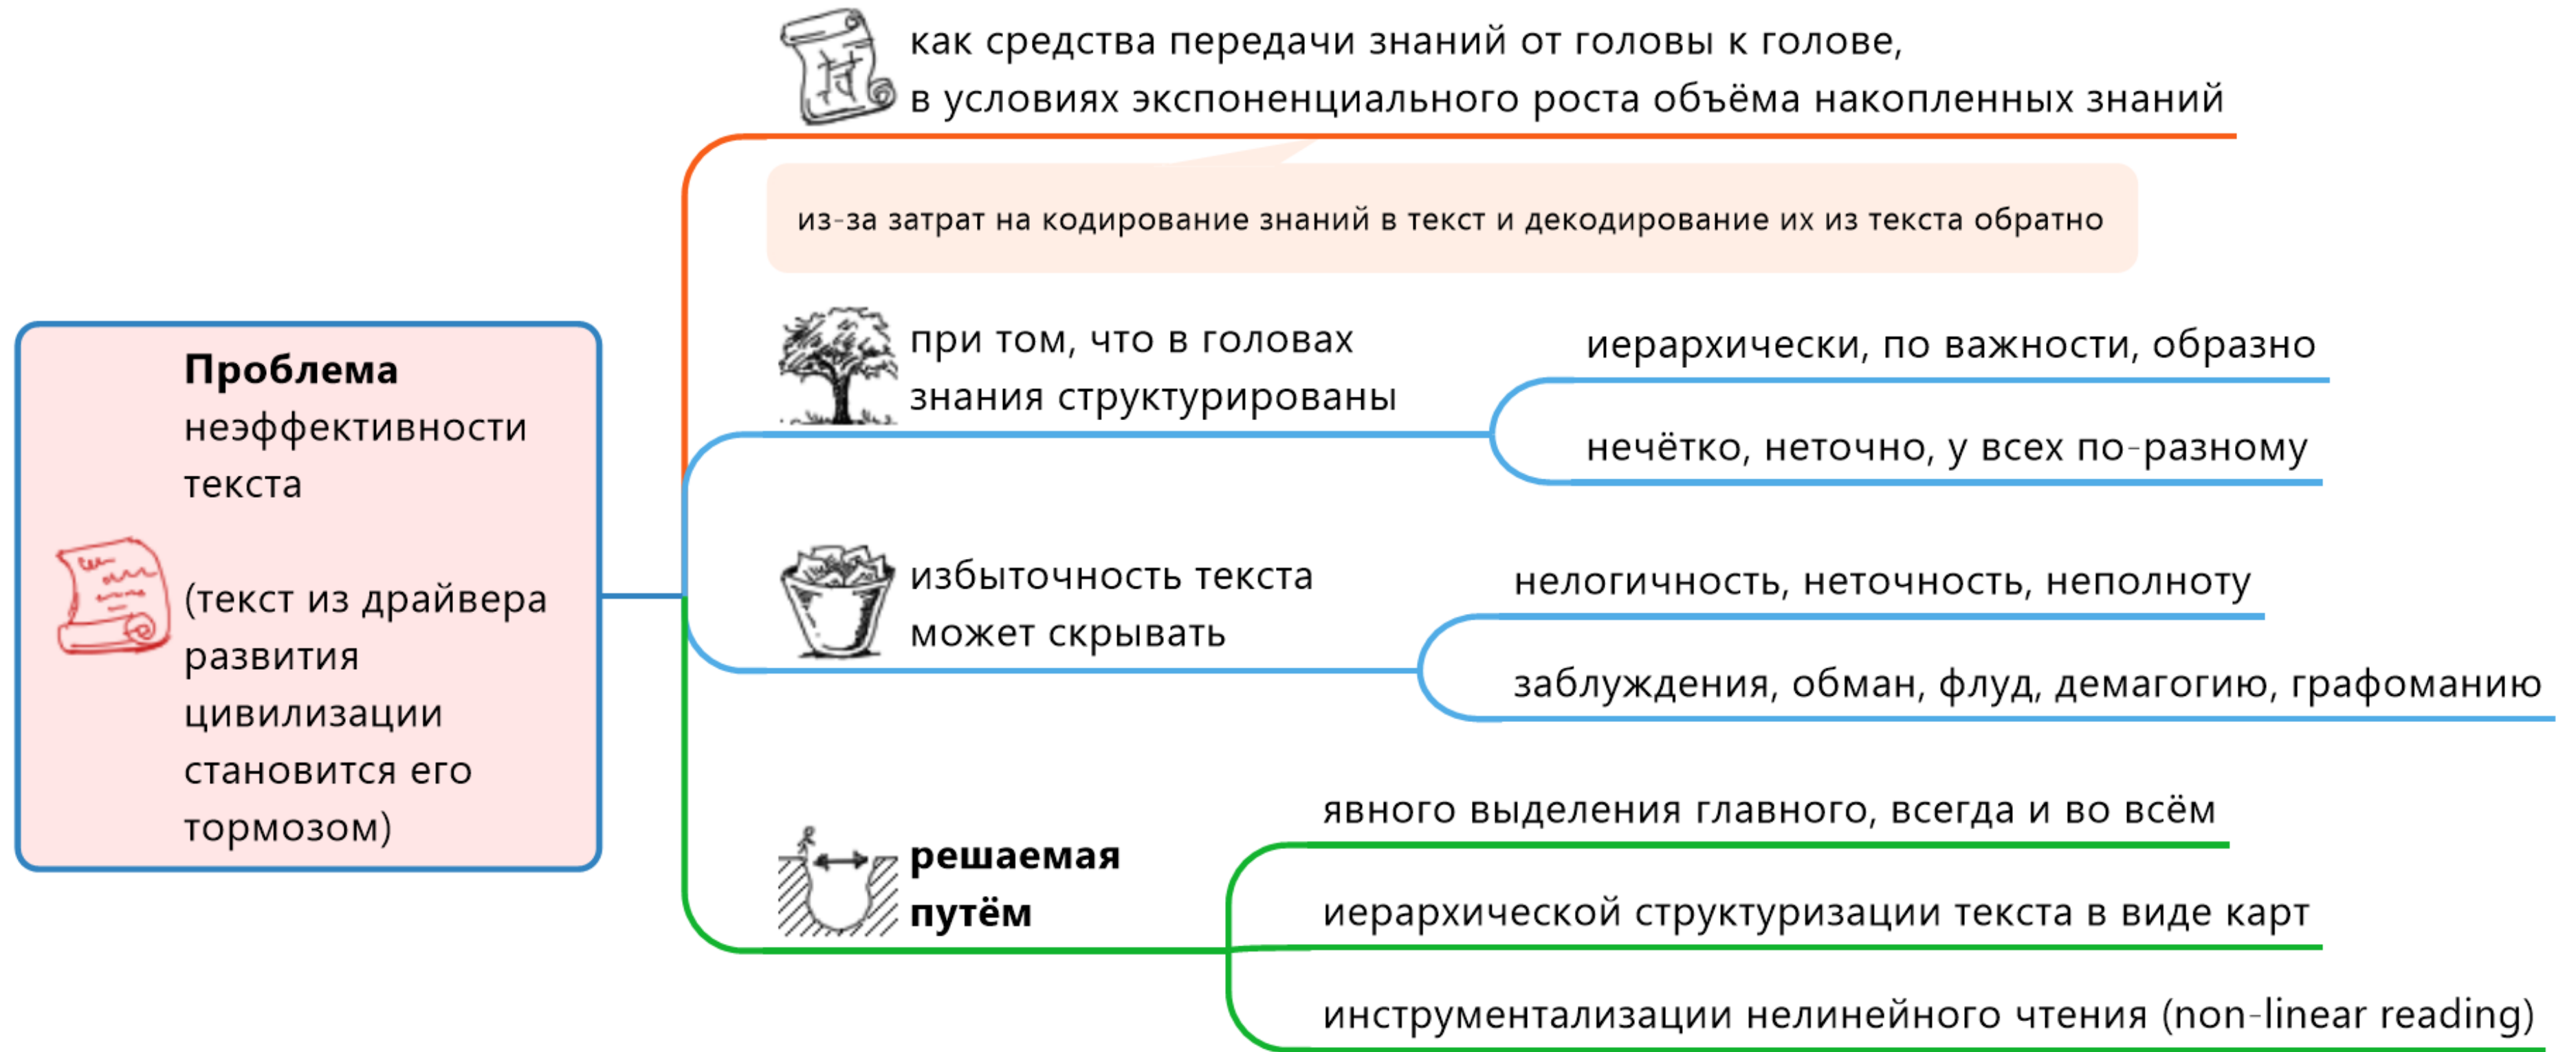 Проблема
неэффективности
текста
(текст из драйвера
развития
цивилизации
становится его
тормозом)
как средства передачи знаний от головы к голове,
в условиях экспоненциального роста объёма накопленных знаний
из-за затрат на кодирование знаний в текст и декодирование их из текста обратно
при том, что в головах
знания структурированы
иерархически, по важности, образно
нечётко, неточно, у всех по-разному
избыточность текста
может скрывать
нелогичность, неточность, неполноту
заблуждения, обман, флуд, демагогию, графоманию
решаемая
путём
явного выделения главного, всегда и во всём
иерархической структуризации текста в виде карт
инструментализации нелинейного чтения (non-linear reading)